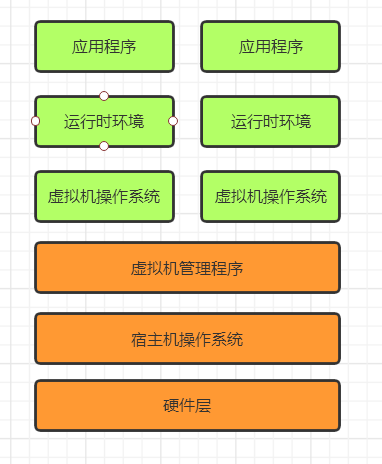 应用程序 应用程序
运行时环境 运行时环境
虚拟机操作系统 虚拟机操作系统
虚拟机管理程序
宿主机操作系统
硬件层